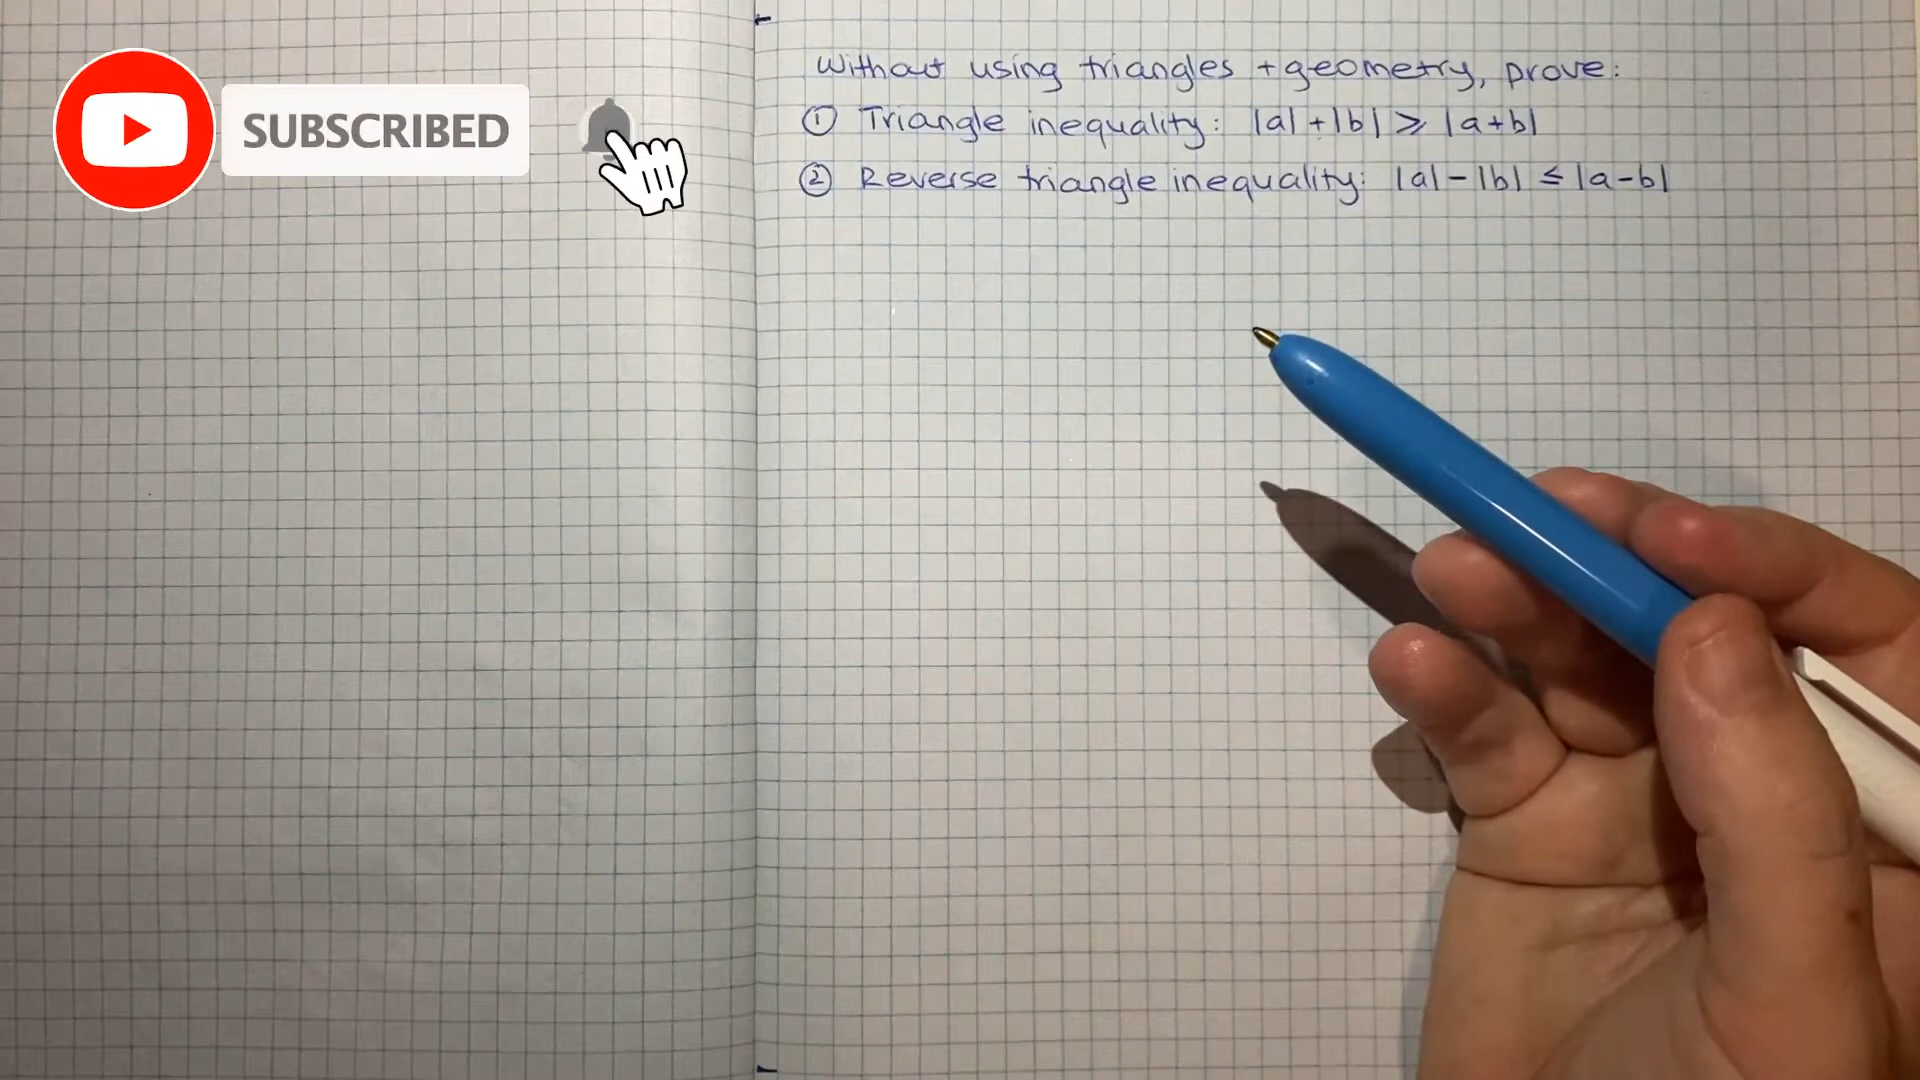 SUBSCRIBED
Without using triangles + geometry, prove:
① Triangle inequality: |a| + |b| ⩾ |a+b|
② Reverse triangle inequality: |a| - |b| ≤ |a-b|